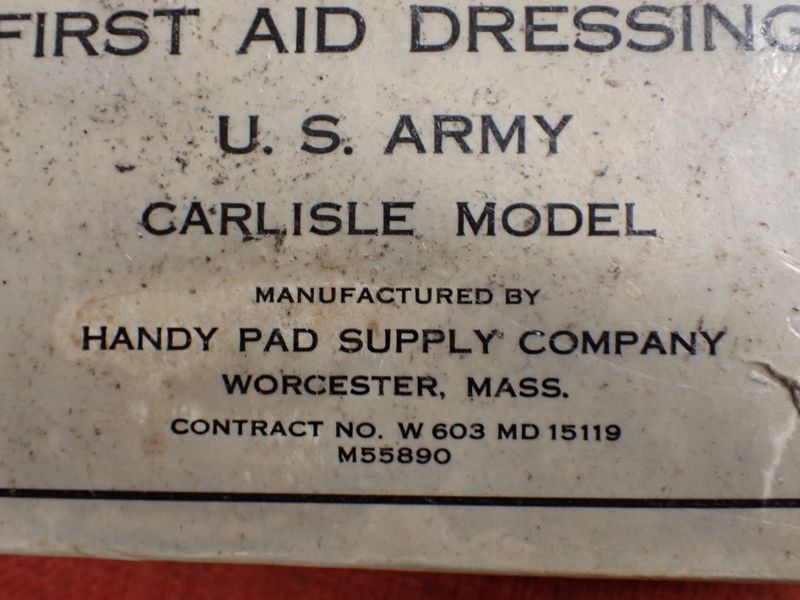 FIRST AID DRESSING
U. S. ARMY
CARLISLE MODEL
MANUFACTURED BY
HANDY PAD SUPPLY COMPANY
WORCESTER, MASS.
CONTRACT NO. W 603 MD 15119
M55890